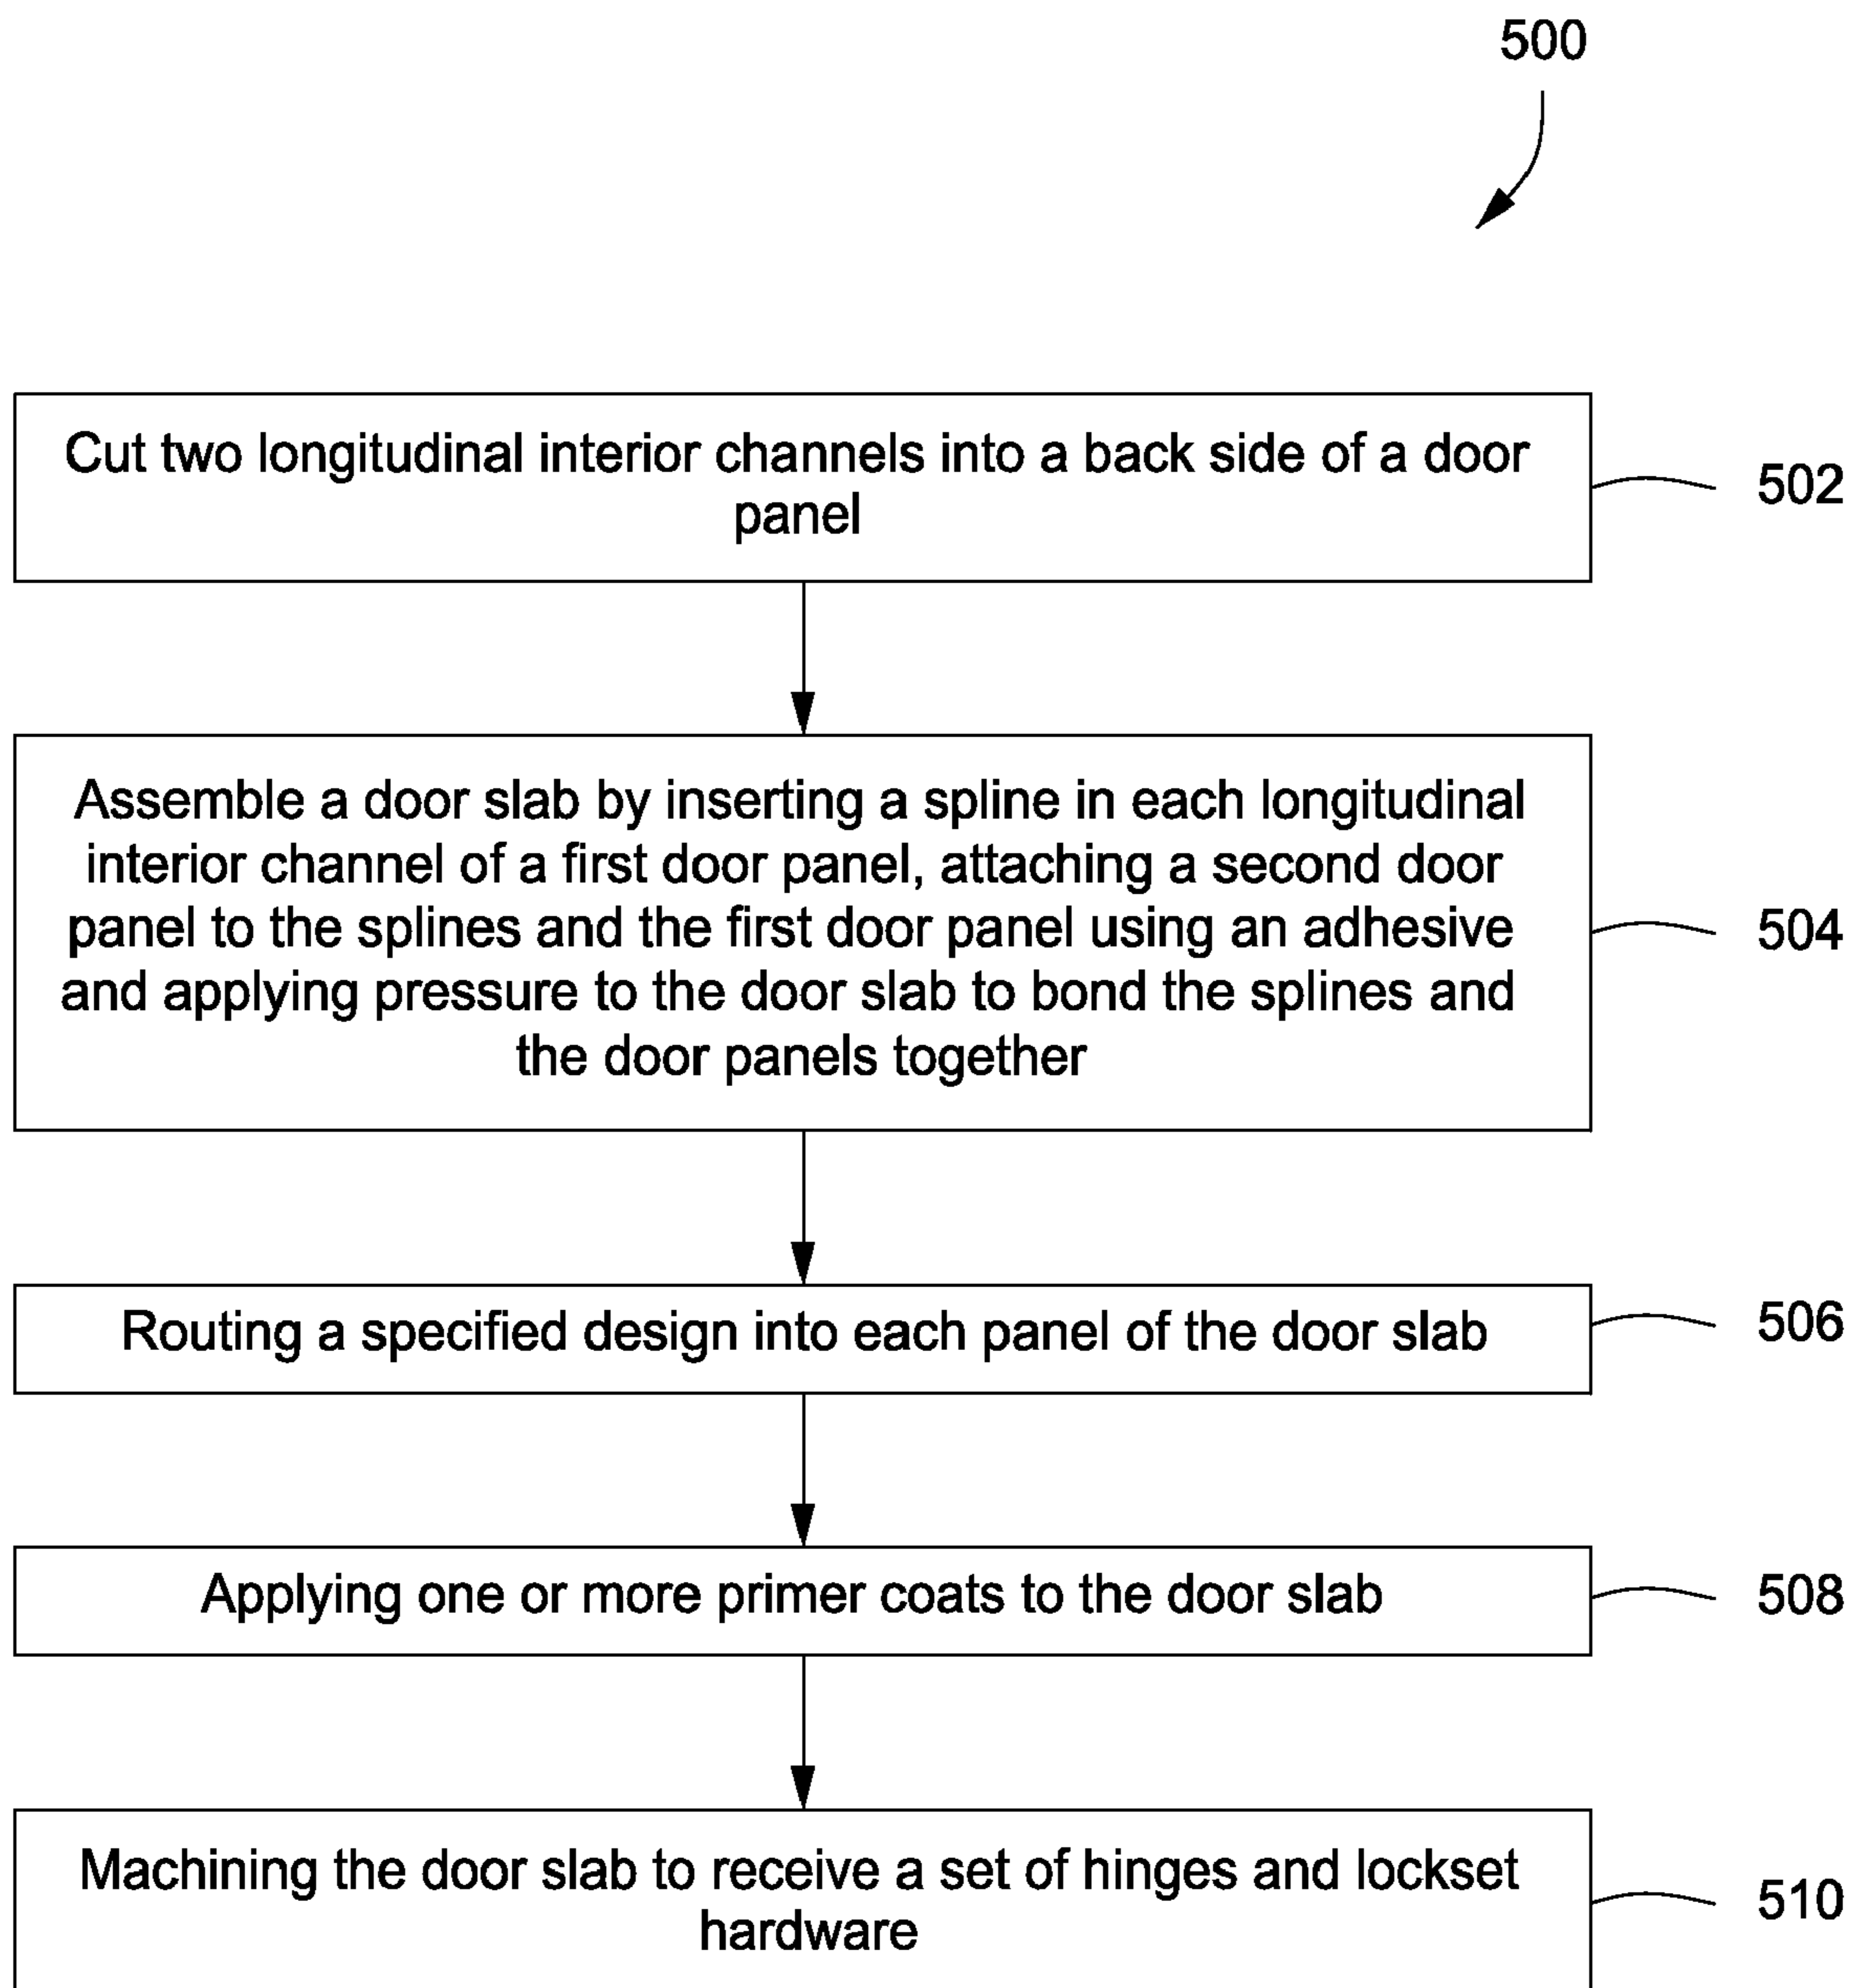 500
Cut two longitudinal interior channels into a back side of a door
panel
502
Assemble a door slab by inserting a spline in each longitudinal
interior channel of a first door panel, attaching a second door
panel to the splines and the first door panel using an adhesive
and applying pressure to the door slab to bond the splines and
the door panels together
504
Routing a specified design into each panel of the door slab
506
Applying one or more primer coats to the door slab
508
Machining the door slab to receive a set of hinges and lockset
hardware
510